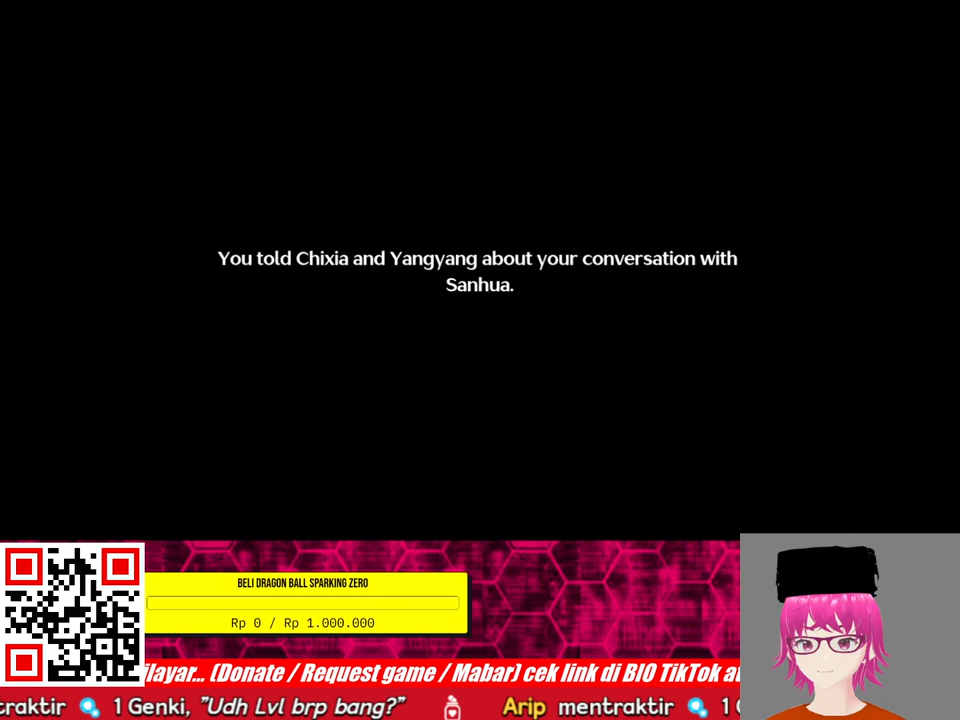 You told Chixia and Yangyang about your conversation with
Sanhua.
BELI DRAGON BALL SPARKING ZERO
Rp 0 / Rp 1.000.000
ilayar... (Donate / Request game / Mabar) cek link di BIO TikTok at
traktir 1 Genki, "Udh Lvl brp bang?" Arip mentraktir 1 G